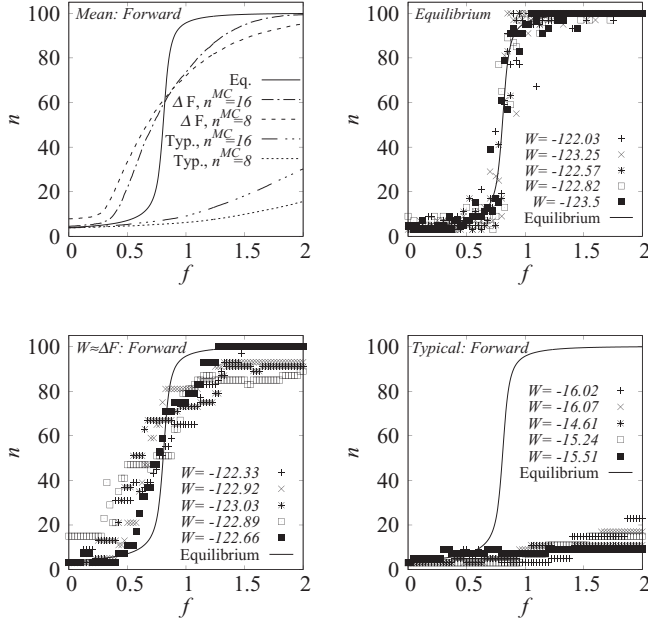 Mean: Forward
Eq.
Δ F, n^MC=16
Δ F, n^MC=8
Typ., n^MC=16
Typ., n^MC=8
n
100
80
60
40
20
0
0 0.5 1 1.5 2
f
Equilibrium
W= -122.03
W= -123.25
W= -122.57
W= -122.82
W= -123.5
Equilibrium
n
100
80
60
40
20
0
0 0.5 1 1.5 2
f
W≈ΔF: Forward
W= -122.33
W= -122.92
W= -123.03
W= -122.89
W= -122.66
Equilibrium
n
100
80
60
40
20
0
0 0.5 1 1.5 2
f
Typical: Forward
W= -16.02
W= -16.07
W= -14.61
W= -15.24
W= -15.51
Equilibrium
n
100
80
60
40
20
0
0 0.5 1 1.5 2
f